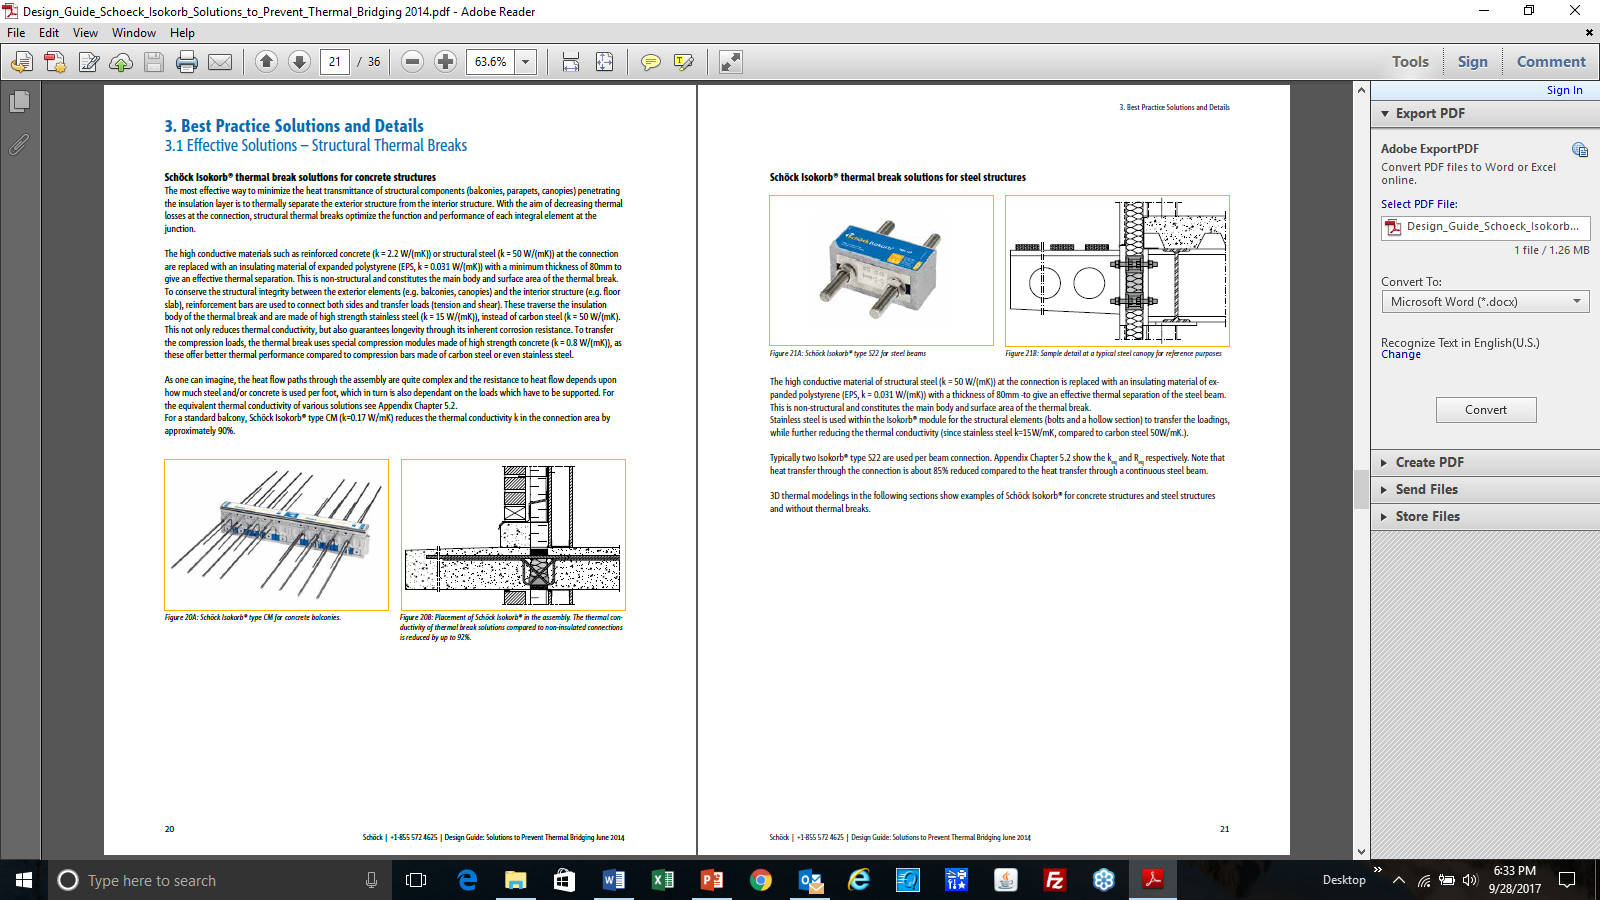 Design_Guide_Schoeck_Isokorb_Solutions_to_Prevent_Thermal_Bridging 2014.pdf - Adobe Reader
File Edit View Window Help
21 / 36 63.6% Tools Sign Comment
Sign In
3. Best Practice Solutions and Details
3.1 Effective Solutions – Structural Thermal Breaks
Schöck Isokorb® thermal break solutions for concrete structures
The most effective way to minimize the heat transmittance of structural components (balconies, parapets, canopies) penetrating
the insulation layer is to thermally separate the exterior structure from the interior structure. With the aim of decreasing thermal
losses at the connection, structural thermal breaks optimize the function and performance of each integral element at the
junction.
The high conductive materials such as reinforced concrete (k = 2.2 W/(mK)) or structural steel (k = 50 W/(mK)) at the connection
are replaced with an insulating material of expanded polystyrene (EPS, k = 0.031 W/(mK)) with a minimum thickness of 80mm to
give an effective thermal separation. This is non-structural and constitutes the main body and surface area of the thermal break.
To conserve the structural integrity between the exterior elements (e.g. balconies, canopies) and the interior structure (e.g. floor
slab), reinforcement bars are used to connect both sides and transfer loads (tension and shear). These traverse the insulation
body of the thermal break and are made of high strength stainless steel (k = 15 W/(mK)), instead of carbon steel (k = 50 W/(mK).
This not only reduces thermal conductivity, but also guarantees longevity through its inherent corrosion resistance. To transfer
the compression loads, the thermal break uses special compression modules made of high strength concrete (k = 0.8 W/(mK)), as
these offer better thermal performance compared to compression bars made of carbon steel or even stainless steel.
As one can imagine, the heat flow paths through the assembly are quite complex and the resistance to heat flow depends upon
how much steel and/or concrete is used per foot, which in turn is also dependant on the loads which have to be supported. For
the equivalent thermal conductivity of various solutions see Appendix Chapter 5.2.
For a standard balcony, Schöck Isokorb® type CM (k=0.17 W/mK) reduces the thermal conductivity k in the connection area by
approximately 90%.
Figure 20A: Schöck Isokorb® type CM for concrete balconies.
Figure 20B: Placement of Schöck Isokorb® in the assembly. The thermal con-
ductivity of thermal break solutions compared to non-insulated connections
is reduced by up to 92%.
20
Schöck | +1-855 572 4625 | Design Guide: Solutions to Prevent Thermal Bridging June 2014
3. Best Practice Solutions and Details
Schöck Isokorb® thermal break solutions for steel structures
Schöck Isokorb®
Figure 21A: Schöck Isokorb® type S22 for steel beams
Figure 21B: Sample detail at a typical steel canopy for reference purposes
The high conductive material of structural steel (k = 50 W/(mK)) at the connection is replaced with an insulating material of ex-
panded polystyrene (EPS, k = 0.031 W/(mK)) with a thickness of 80mm -to give an effective thermal separation of the steel beam.
This is non-structural and constitutes the main body and surface area of the thermal break.
Stainless steel is used within the Isokorb® module for the structural elements (bolts and a hollow section) to transfer the loadings,
while further reducing the thermal conductivity (since stainless steel k=15W/mK, compared to carbon steel 50W/mK.).
Typically two Isokorb® type S22 are used per beam connection. Appendix Chapter 5.2 show the keq and Req respectively. Note that
heat transfer through the connection is about 85% reduced compared to the heat transfer through a continuous steel beam.
3D thermal modelings in the following sections show examples of Schöck Isokorb® for concrete structures and steel structures
and without thermal breaks.
Schöck | +1-855 572 4625 | Design Guide: Solutions to Prevent Thermal Bridging June 2014
21
Export PDF
Adobe ExportPDF
Convert PDF files to Word or Excel
online.
Select PDF File:
Design_Guide_Schoeck_Isokorb...
1 file / 1.26 MB
Convert To:
Microsoft Word (*.docx)
Recognize Text in English(U.S.)
Change
Convert
Create PDF
Send Files
Store Files
Type here to search
Desktop
6:33 PM
9/28/2017